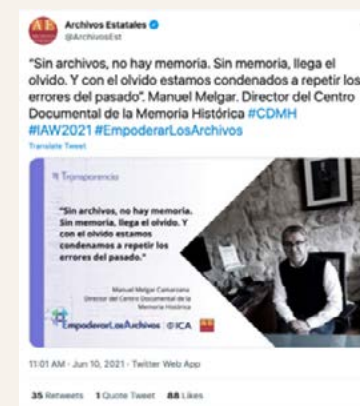 Archivos Estatales
@ArchivosEst
"Sin archivos, no hay memoria. Sin memoria, llega el
olvido. Y con el olvido estamos condenados a repetir los
errores del pasado". Manuel Melgar. Director del Centro
Documental de la Memoria Histórica #CDMH
#IAW2021 #EmpoderarLosArchivos
Translate Tweet
Transparencia
"Sin archivos, no hay memoria.
Sin memoria, llega el olvido. Y
con el olvido estamos
condenamos a repetir los
errores del pasado."
Manuel Melgar Camarzana
Director del Centro Documental de la
Memoria Histórica
#EmpoderarLosArchivos ICA
11:01 AM · Jun 10, 2021 · Twitter Web App
35 Retweets 1 Quote Tweet 88 Likes